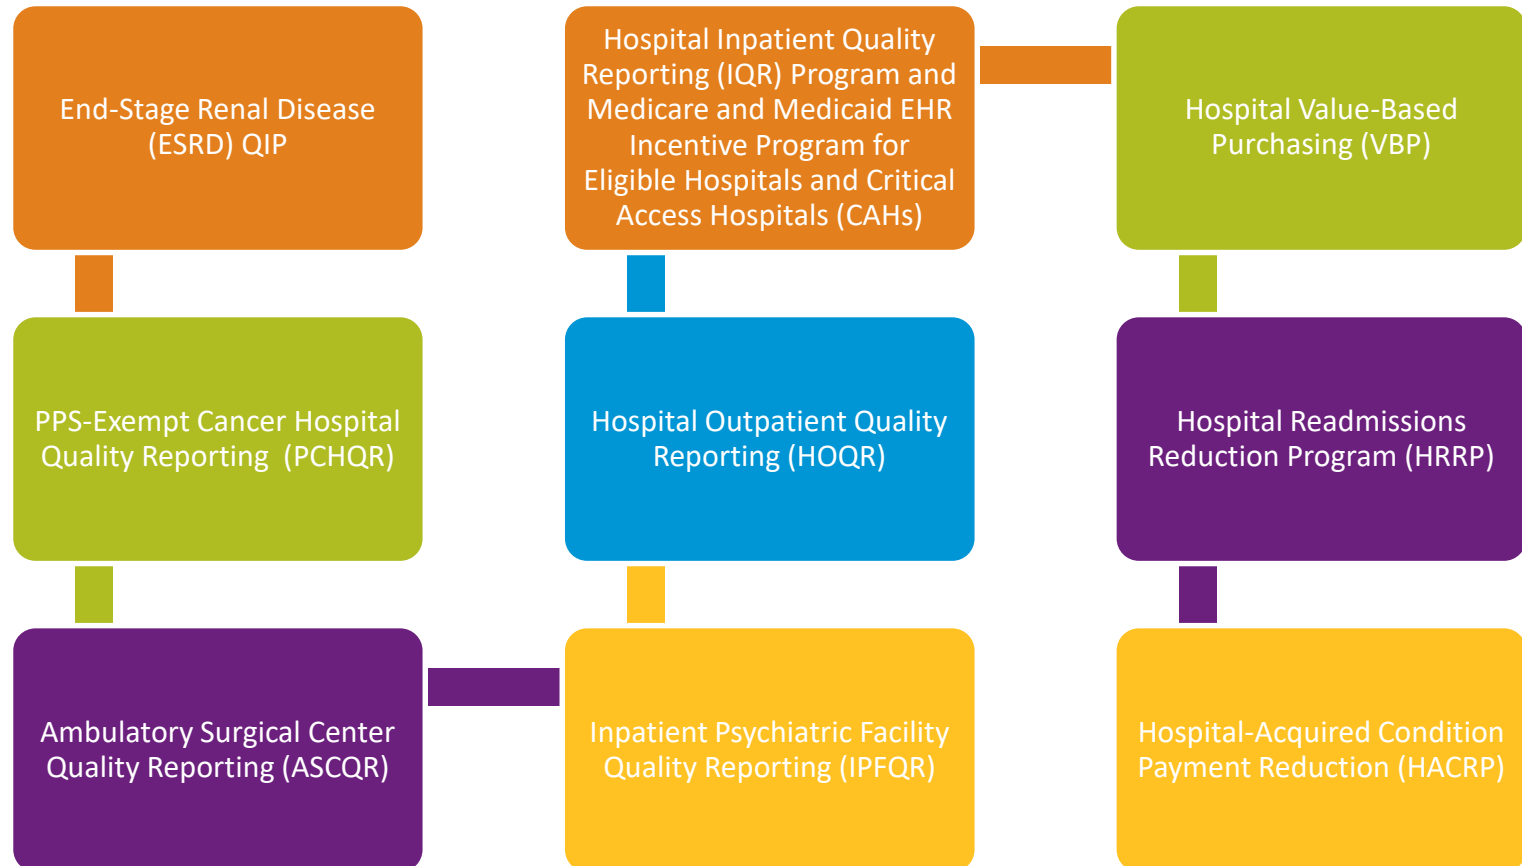 End-Stage Renal Disease
(ESRD) QIP
PPS-Exempt Cancer Hospital
Quality Reporting  (PCHQR)
Ambulatory Surgical Center
Quality Reporting (ASCQR)
Inpatient Psychiatric Facility
Quality Reporting (IPFQR)
Hospital Outpatient Quality
Reporting (HOQR)
Hospital Inpatient Quality
Reporting (IQR) Program and
Medicare and Medicaid EHR
Incentive Program for
Eligible Hospitals and Critical
Access Hospitals (CAHs)
Hospital Value-Based
Purchasing (VBP)
Hospital Readmissions
Reduction Program (HRRP)
Hospital-Acquired Condition
Payment Reduction (HACRP)